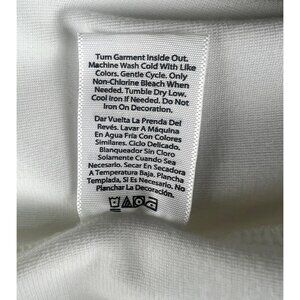 Turn Garment Inside Out.
Machine Wash Cold With Like
Colors. Gentle Cycle. Only
Non-Chlorine Bleach When
Needed. Tumble Dry Low.
Cool Iron If Needed. Do Not
Iron On Decoration.
Dar Vuelta La Prenda Del
Revés. Lavar A Máquina
En Agua Fría Con Colores
Similares. Ciclo Delicado.
Blanqueador Sin Cloro
Solamente Cuando Sea
Necesario. Secar En Secadora
A Temperatura Baja. Plancha
Templada, Si Es Necesario. No
Planchar La Decoración.